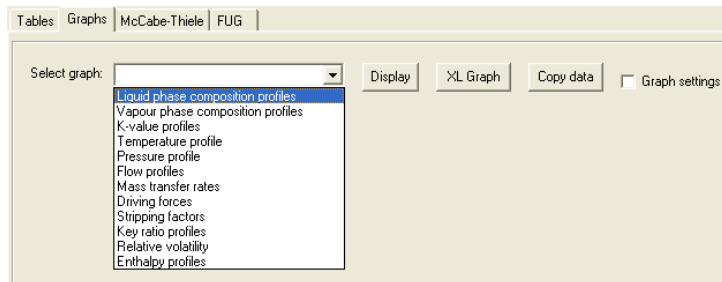 Tables Graphs McCabe-Thiele FUG
Select graph: Display XL Graph Copy data Graph settings
Liquid phase composition profiles
Vapour phase composition profiles
K-value profiles
Temperature profile
Pressure profile
Flow profiles
Mass transfer rates
Driving forces
Stripping factors
Key ratio profiles
Relative volatility
Enthalpy profiles